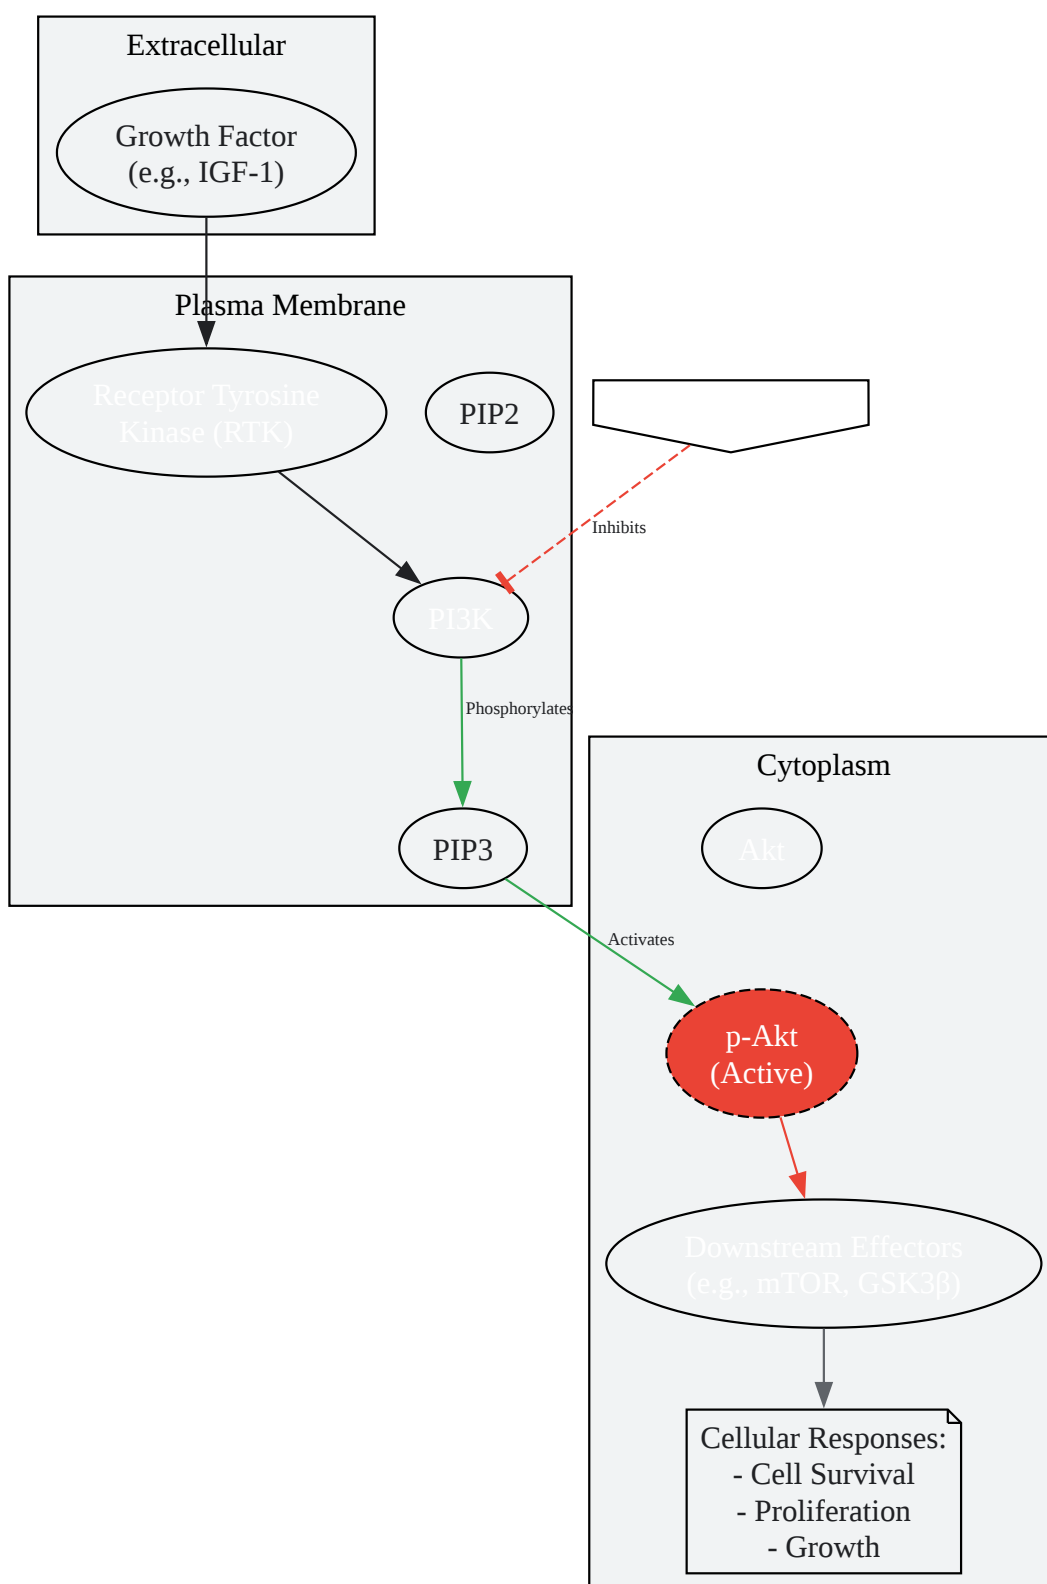 Extracellular
Growth Factor
(e.g., IGF-1)
Plasma Membrane
Receptor Tyrosine
Kinase (RTK)
PIP2
Inhibits
PI3K
Phosphorylates
Cytoplasm
PIP3
Akt
Activates
p-Akt
(Active)
Downstream Effectors
(e.g., mTOR, GSK3β)
Cellular Responses:
- Cell Survival
- Proliferation
- Growth